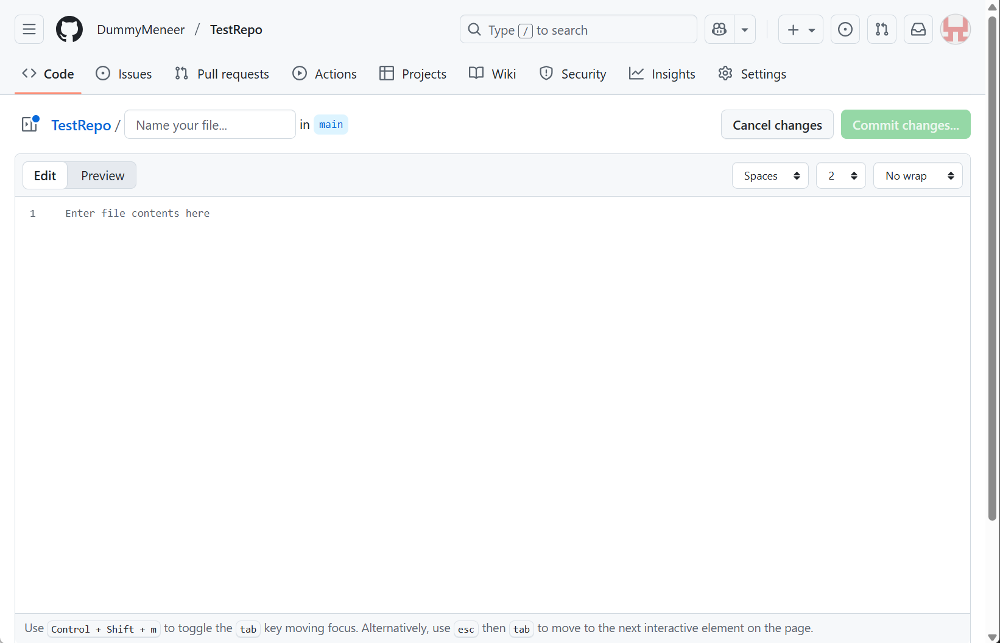 DummyMeneer / TestRepo
Type / to search
Code Issues Pull requests Actions Projects Wiki Security Insights Settings
TestRepo / Name your file... in main Cancel changes Commit changes...
Edit Preview Spaces 2 No wrap
1 Enter file contents here
Use Control + Shift + m to toggle the tab key moving focus. Alternatively, use esc then tab to move to the next interactive element on the page.